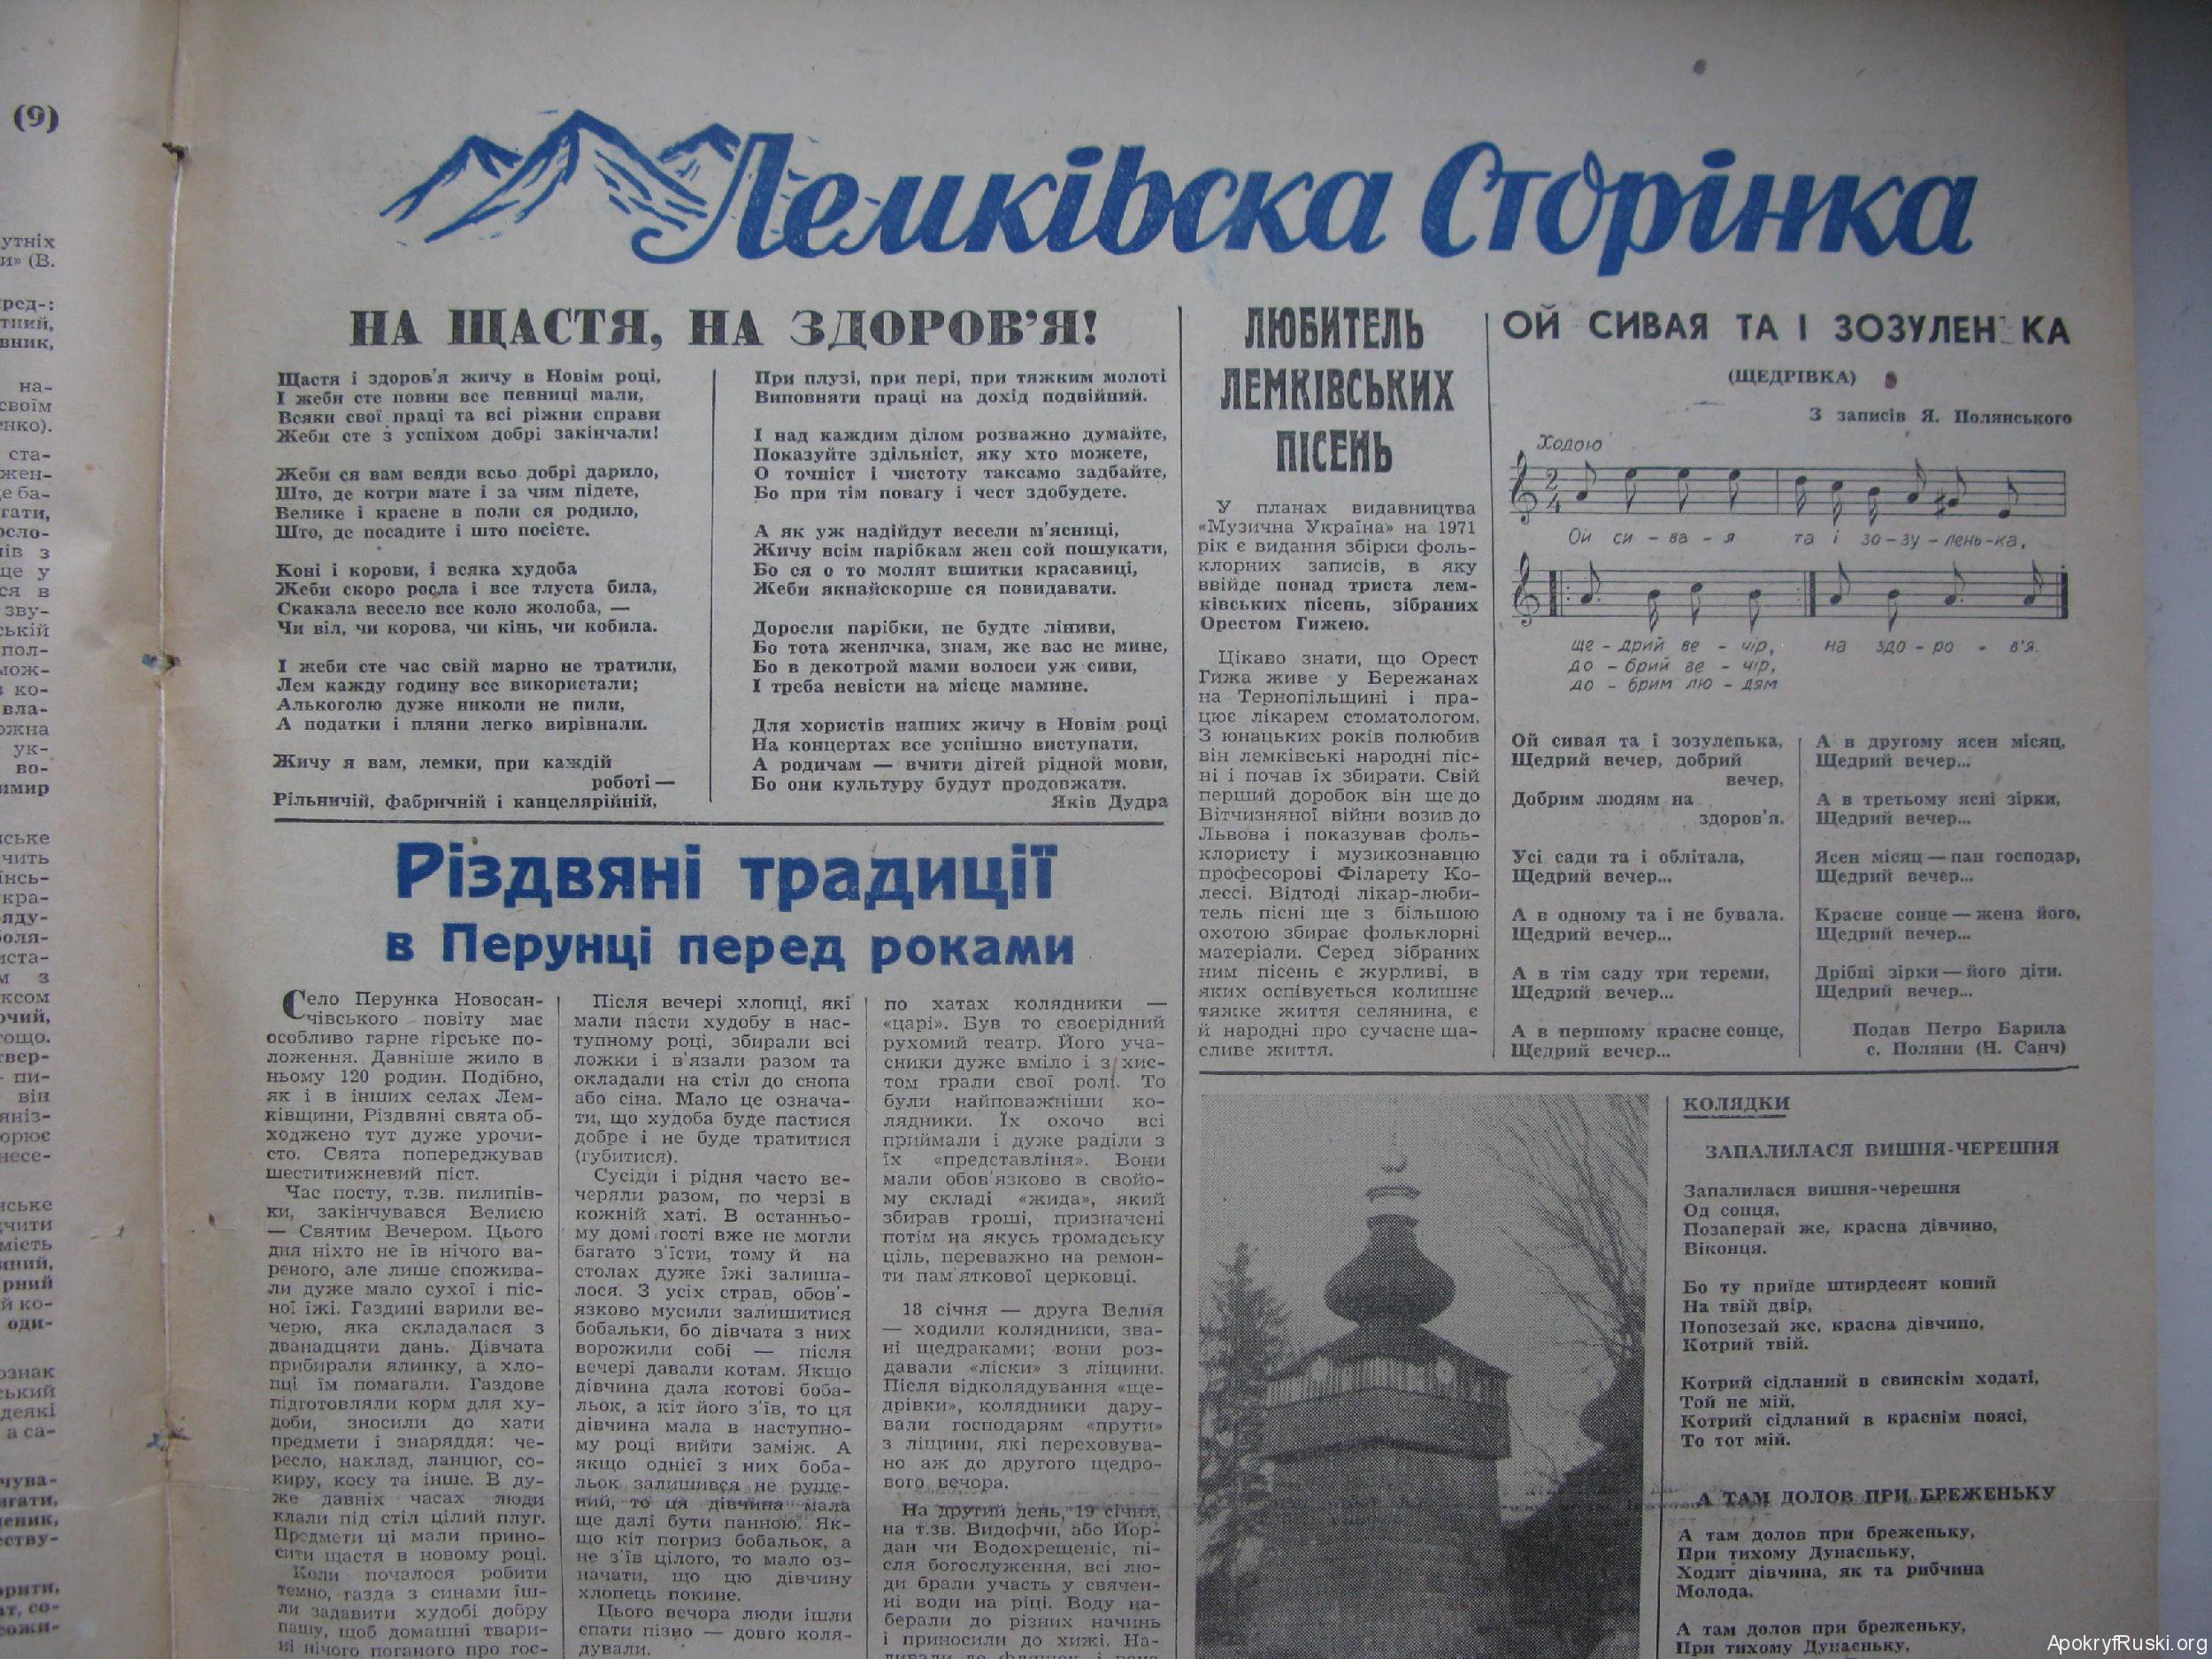 (9)
Лемківска Сторінка
НА ЩАСТЯ, НА ЗДОРОВ’Я!
Щастя і здоров’я жичу в Новім році,
І жеби сте повни все певниці мали,
Всяки свої праці та всі ріжни справи
Жеби сте з успіхом добрі закінчали!
Жеби ся вам всяди всьо добрі дарило,
Што, де котри мате і за чим підете,
Велике і красне в поли ся родило,
Што, де посадите і што посієте.
Коні і корови, і всяка худоба
Жеби скоро росла і все тлуста била,
Скакала весело все коло жолоба, —
Чи віл, чи корова, чи кінь, чи кобила.
І жеби сте час свій марно не тратили,
Лем кажду годину все використали;
Алькоголю дуже николи не пили,
А податки і пляни легко вирівнали.
Жичу я вам, лемки, при каждій
роботі —
Рільничій, фабричній і канцелярійній,
При плузі, при пері, при тяжким молоті
Виповняти праці на дохід подвійний.
І над каждим ділом розважно думайте,
Показуйте здільніст, яку хто можете,
О точніст і чистоту таксамо задбайте,
Бо при тім повагу і чест здобудете.
А як уж надійдут весели м’ясниці,
Жичу всім парібкам жен сой пошукати,
Бо ся о то молят вшитки красавиці,
Жеби якнайскорше ся повидавати.
Доросли парібки, не будте ліниви,
Бо тота женячка, знам, же вас не мине,
Бо в декотрой мами волоси уж сиви,
І треба невісти на місце мамине.
Для хористів наших жичу в Новім році
На концертах все успішно виступати,
А родичам — вчити дітей рідной мови,
Бо они культуру будут продовжати.
Яків Дудра
Різдвяні традиції
в Перунці перед роками
Село Перунка Новосан-
чівського повіту має
особливо гарне гірське по-
ложення. Давніше жило в
ньому 120 родин. Подібно,
як і в інших селах Лем-
ківщини, Різдвяні свята об-
ходжено тут дуже урочи-
сто. Свята попереджував
шеститижневий піст.
Час посту, т.зв. пилипів-
ки, закінчувався Велиєю
— Святим Вечером. Цього
дня ніхто не їв нічого ва-
реного, але лише спожива-
ли дуже мало сухої і піс-
ної їжі. Газдині варили ве-
черю, яка складалася з
дванадцяти дань. Дівчата
прибирали ялинку, а хло-
пці їм помагали. Газдове
підготовляли корм для ху-
доби, зносили до хати
предмети і знаряддя: че-
ресло, наклад, ланцюг, со-
киру, косу та інше. В ду-
же давніх часах люди
клали під стіл цілий плуг.
Предмети ці мали прино-
сити щастя в новому році.
Коли почалося робити
темно, газда з синами їш-
ли задавити худобі добру
пашу, щоб домашні твари-
ні нічого поганого про гос-
Після вечері хлопці, які
мали пасти худобу в нас-
тупному році, збирали всі
ложки і в’язали разом та
окладали на стіл до снопа
або сіна. Мало це означа-
ти, що худоба буде пастися
добре і не буде тратитися
(губитися).
Сусіди і рідня часто ве-
черяли разом, по черзі в
кожній хаті. В останньо-
му домі гості вже не могли
багато з’їсти, тому й на
столах дуже їжі залиша-
лося. З усіх страв, обов’-
язково мусили залишитися
бобальки, бо дівчата з них
ворожили собі — після
вечері давали котам. Якщо
дівчина дала котові боба-
льок, а кіт його з’їв, то ця
дівчина мала в наступно-
му році вийти заміж. А
якщо однієї з них боба-
льок залишився не руше-
ний, то ця дівчина мала
ще далі бути панною. Як-
що кіт погриз бобальок, а
не з’їв цілого, то мало оз-
начати, що цю дівчину
хлопець покине.
Цього вечора люди ішли
спати пізно — довго коля-
дували.
по хатах колядники —
«царі». Був то своєрідний
рухомий театр. Його уча-
сники дуже вміло і з хис-
том грали свої ролі. То
були найповажніши ко-
лядники. Їх охочо всі
приймали і дуже раділи з
їх «представліня». Вони
мали обов’язково в свойо-
му складі «жида», який
збирав гроші, призначені
потім на якусь громадську
ціль, переважно на ремон-
ти пам’яткової церковці.
18 січня — друга Велия
— ходили колядники, зва-
ні щедраками; вони роз-
давали «ліски» з ліщини.
Після відколядування «ще-
дрівки», колядники дару-
вали господарям «прути»
з ліщини, які переховува-
но аж до другого щедро-
вого вечора.
На другий день, 19 січня,
на т.зв. Видофчи, або Йор-
дан чи Водохрещеніє, пі-
сля богослуження, всі лю-
ди брали участь у свячен-
ні води на ріці. Воду на-
берали до різних начинь
і приносили до хижі. На-
ЛЮБИТЕЛЬ
ЛЕМКІВСЬКИХ
ПІСЕНЬ
У планах видавництва
«Музична Україна» на 1971
рік є видання збірки фоль-
клорних записів, в яку
ввійде понад триста лем-
ківських пісень, зібраних
Орестом Гижею.
Цікаво знати, що Орест
Гижа живе у Бережанах
на Тернопільщині і пра-
цює лікарем стоматологом.
З юнацьких років полюбив
він лемківські народні піс-
ні і почав їх збирати. Свій
перший доробок він ще до
Вітчизняної війни возив до
Львова і показував фоль-
клористу і музикознавцю
професорові Філарету Ко-
лессі. Відтоді лікар-люби-
тель пісні ще з більшою
охотою збирає фольклорні
матеріали. Серед зібраних
ним пісень є журливі, в
яких оспівується колишнє
тяжке життя селянина, є
й народні про сучасне ща-
сливе життя.
ОЙ СИВАЯ ТА І ЗОЗУЛЕН КА
(ЩЕДРІВКА)
З записів Я. Полянського
Ходою
2
4
Ой си - ва - я та і зо - зу - лень-ка,
ще - дрий ве - чір, на здо - ро - в’я.
до - брий ве - чір,
до - брим лю - дям
Ой сивая та і зозуленька,
Щедрий вечер, добрий
вечер,
Добрим людям на
здоров’я.
Усі сади та і облітала,
Щедрий вечер...
А в одному та і не бувала.
Щедрий вечер...
А в тім саду три тереми,
Щедрий вечер...
А в першому красне сонце,
Щедрий вечер...
А в другому ясен місяц,
Щедрий вечер...
А в третьому ясні зірки,
Щедрий вечер...
Ясен місяц — пан господар,
Щедрий вечер...
Красне сонце — жена його,
Щедрий вечер...
Дрібні зірки — його діти.
Щедрий вечер...
Подав Петро Барила
с. Поляни (Н. Санч)
КОЛЯДКИ
ЗАПАЛИЛАСЯ ВИШНЯ-ЧЕРЕШНЯ
Запалилася вишня-черешня
Од сонця,
Позаперай же, красна дівчино,
Віконця.
Бо ту приїде штирдесят коний
На твій двір,
Попозезай же, красна дівчино,
Котрий твій.
Котрий сідланий в свинскім ходаті,
Той не мій,
Котрий сідланий в краснім поясі,
То тот мій.
А ТАМ ДОЛОВ ПРИ БРЕЖЕНЬКУ
А там долов при бреженьку,
При тихому Дунаєньку,
Ходит дівчина, як та рибчина
Молода.
А там долов при бреженьку,
При тихому Дунаєньку,
ApokryfRuski.org